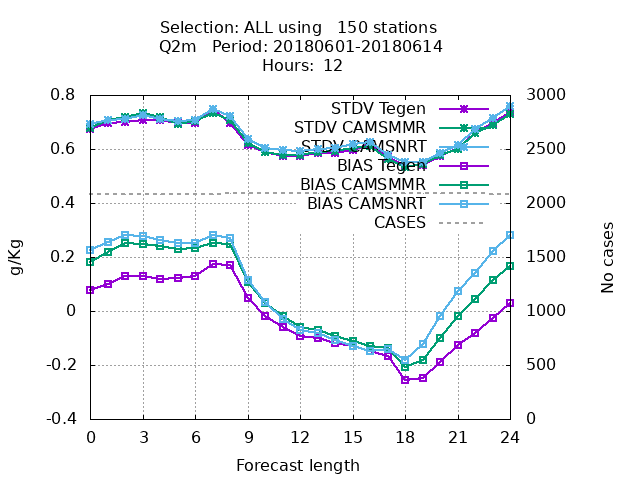 Selection: ALL using   150 stations
Q2m   Period: 20180601-20180614
Hours:  12
0.8
0.6
0.4
0.2
0
-0.2
-0.4
3000
2500
2000
1500
1000
500
0
STDV Tegen
STDV CAMSMMR
STDV CAMSNRT
BIAS Tegen
BIAS CAMSMMR
BIAS CAMSNRT
CASES
g/Kg
No cases
0 3 6 9 12 15 18 21 24
Forecast length